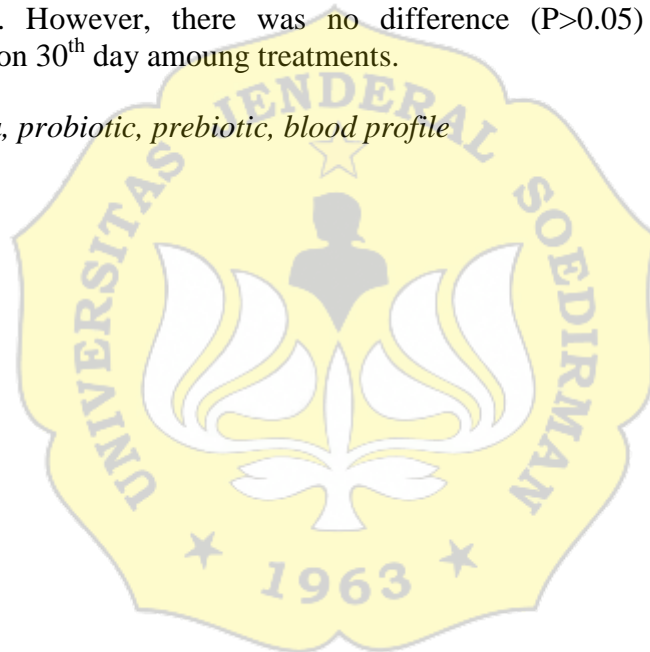 . However, there was no difference (P>0.05)
on 30th day amoung treatments.
, probiotic, prebiotic, blood profile
UNIVERSITAS JENDERAL SOEDIRMAN
1963